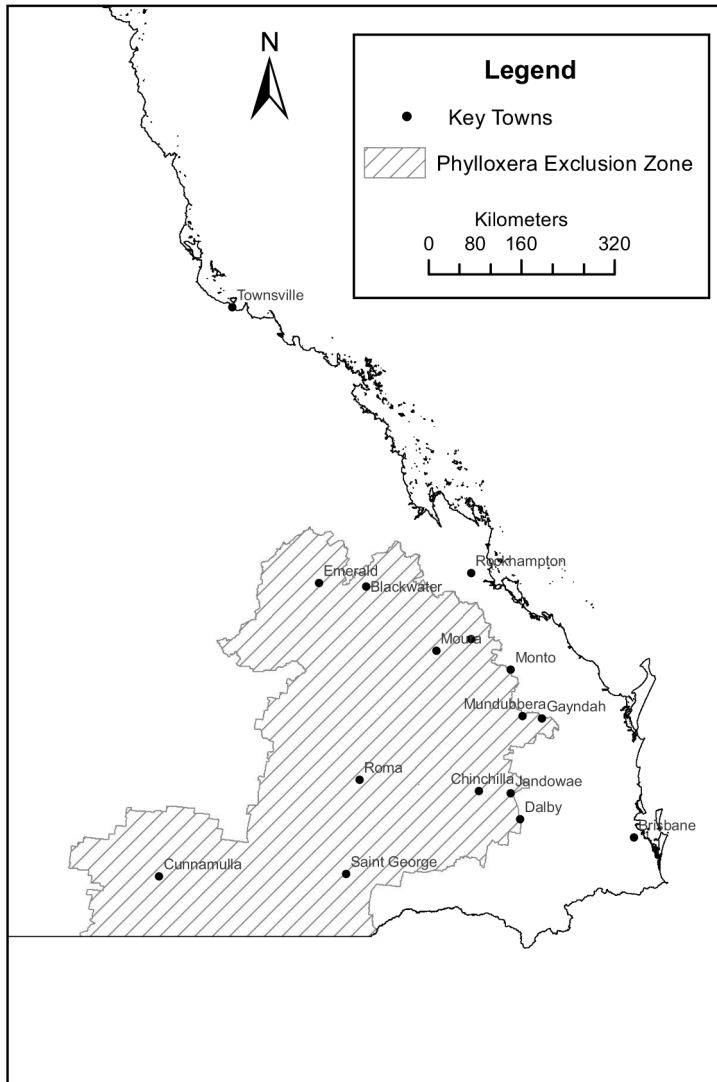 N
Legend
Key Towns
Phylloxera Exclusion Zone
Kilometers
0 80 160 320
Townsville
Rockhampton
Emerald
Blackwater
Moura
Monto
Mundubbera
Gayndah
Roma
Chinchilla
Jandowae
Dalby
Brisbane
Cunnamulla
Saint George